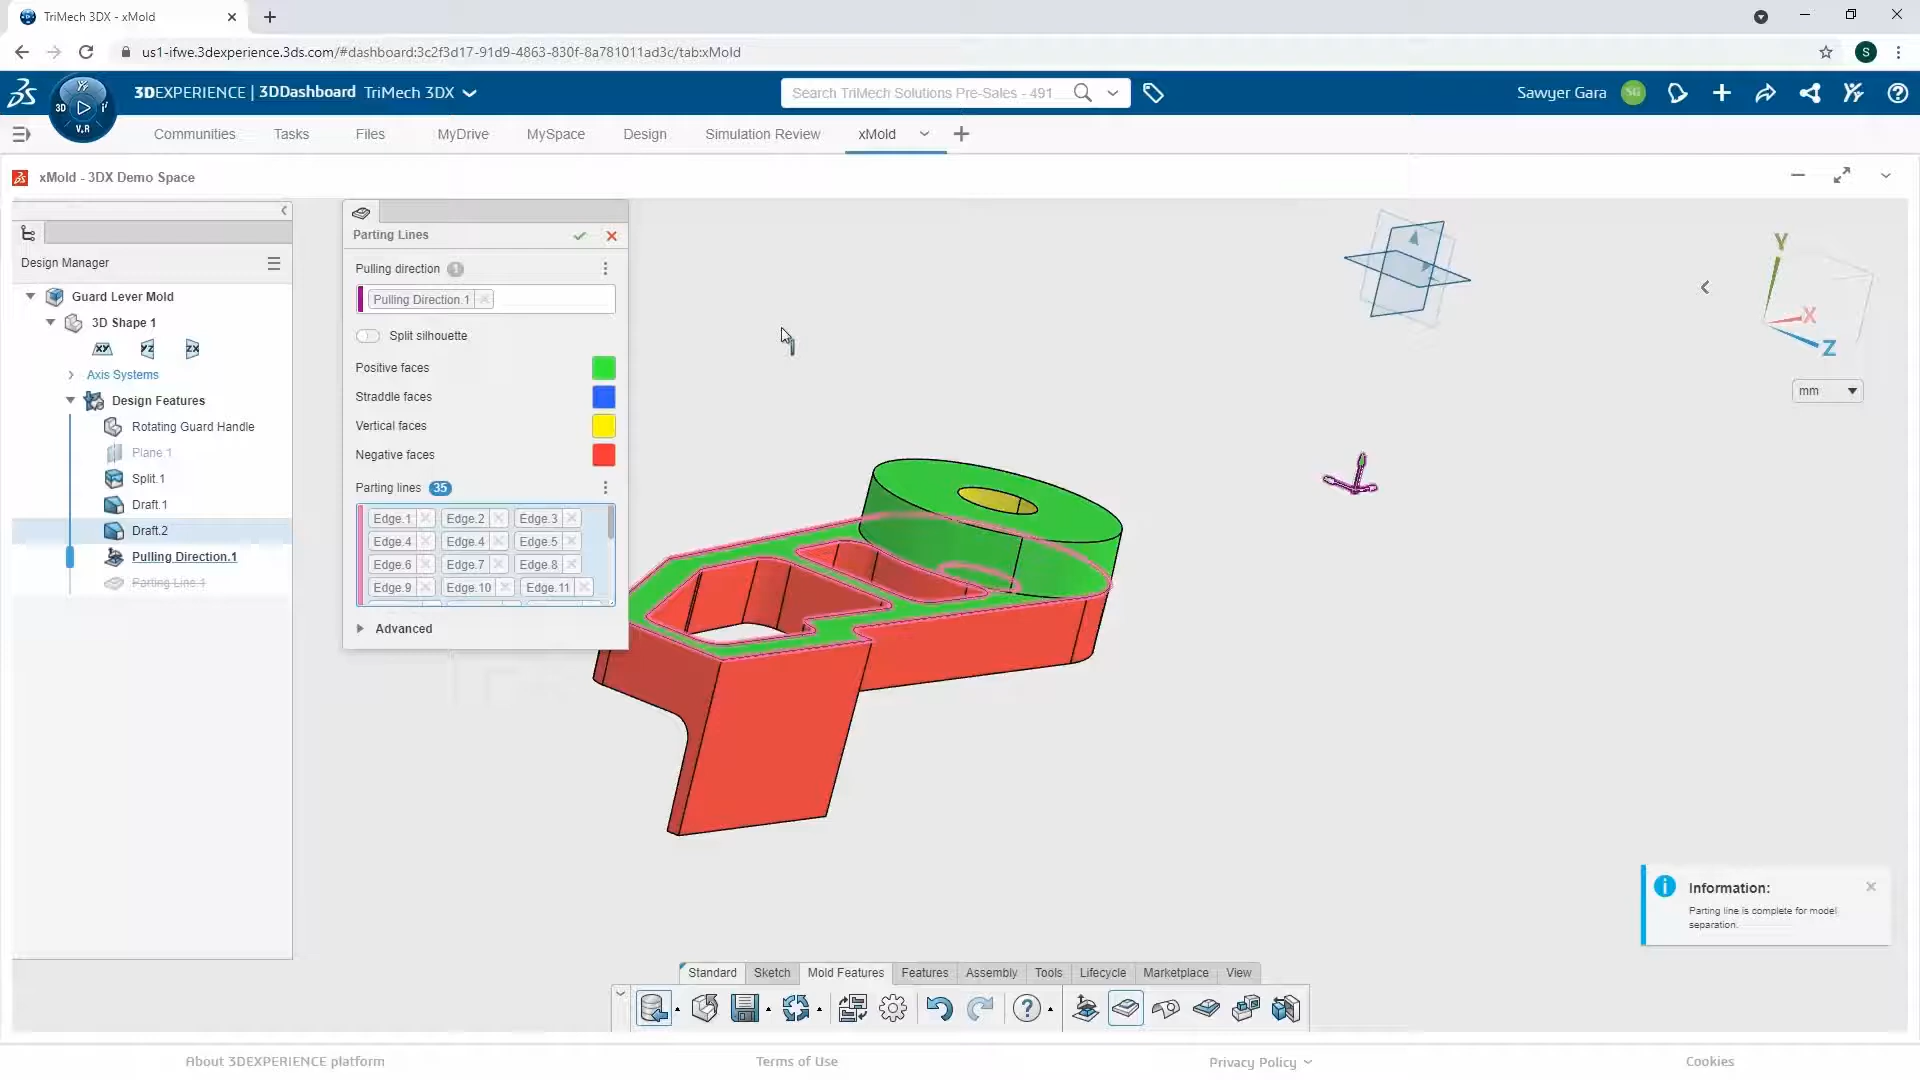 TriMech 3DX - xMold
us1-ifwe.3dexperience.3ds.com/#dashboard:3c2f3d17-91d9-4863-830f-8a781011ad3c/tab:xMold
S
3D
V.R
3DEXPERIENCE | 3DDashboard TriMech 3DX
Search TriMech Solutions Pre-Sales - 491
Sawyer Gara
SG
Communities Tasks Files MyDrive MySpace Design Simulation Review xMold
xMold - 3DX Demo Space
Design Manager
Guard Lever Mold
3D Shape 1
XY YZ ZX
Axis Systems
Design Features
Rotating Guard Handle
Plane.1
Split.1
Draft.1
Draft.2
Pulling Direction.1
Parting Line.1
Parting Lines
Pulling direction 1
Pulling Direction.1
Split silhouette
Positive faces
Straddle faces
Vertical faces
Negative faces
Parting lines 35
Edge.1 Edge.2 Edge.3
Edge.4 Edge.4 Edge.5
Edge.6 Edge.7 Edge.8
Edge.9 Edge.10 Edge.11
Advanced
Y
X
Z
mm
Information:
Parting line is complete for model
separation.
Standard Sketch Mold Features Features Assembly Tools Lifecycle Marketplace View
About 3DEXPERIENCE platform Terms of Use Privacy Policy Cookies